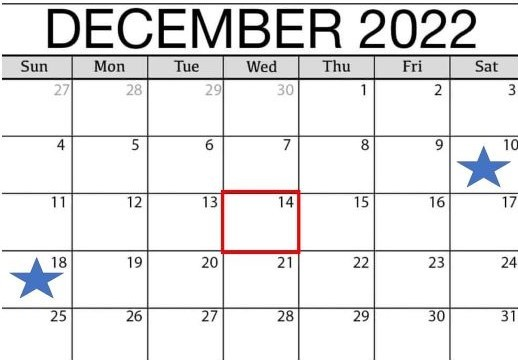 DECEMBER 2022
Sun Mon Tue Wed Thu Fri Sat
27 28 29 30 1 2 3
4 5 6 7 8 9 10
11 12 13 14 15 16 17
18 19 20 21 22 23 24
25 26 27 28 29 30 31